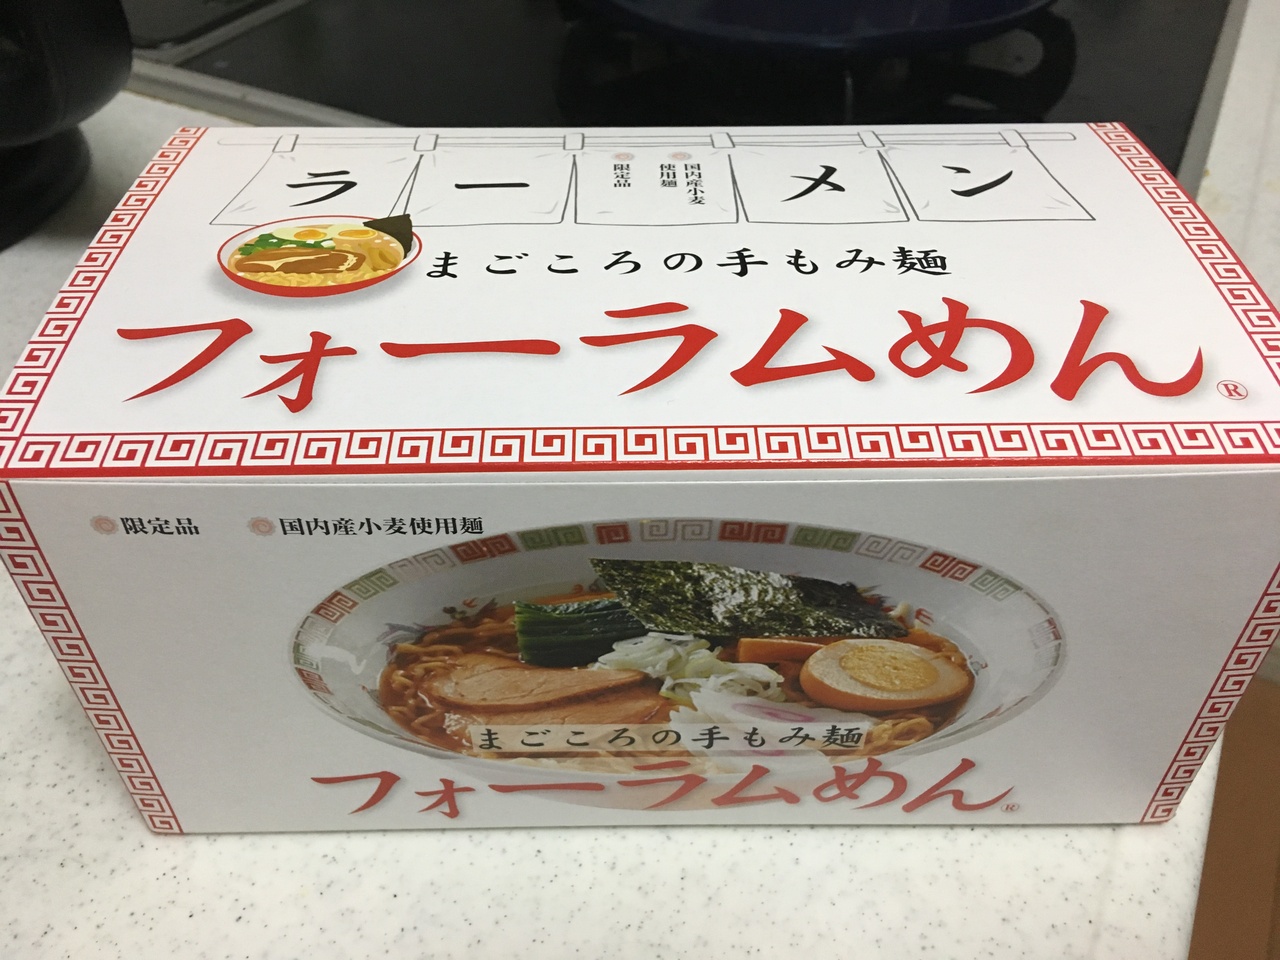 ラーメン
国内産小麦
使用麺
限定品
まごころの手もみ麺
フォーラムめん®
限定品 国内産小麦使用麺
まごころの手もみ麺
フォーラムめん®